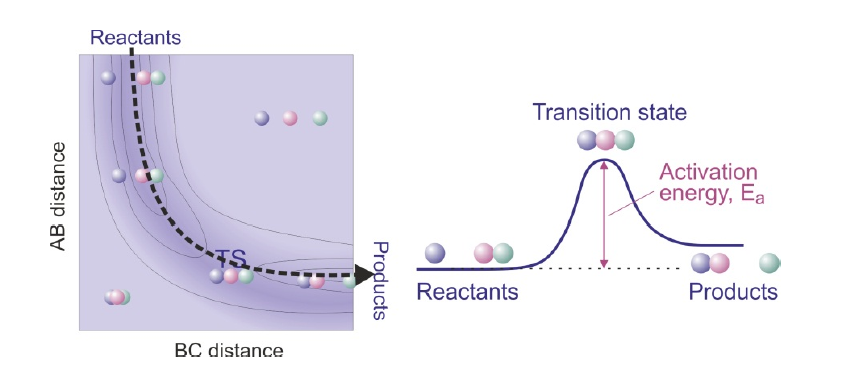 Reactants
AB distance
TS
Products
BC distance
Transition state
Activation
energy, Eₐ
Reactants
Products